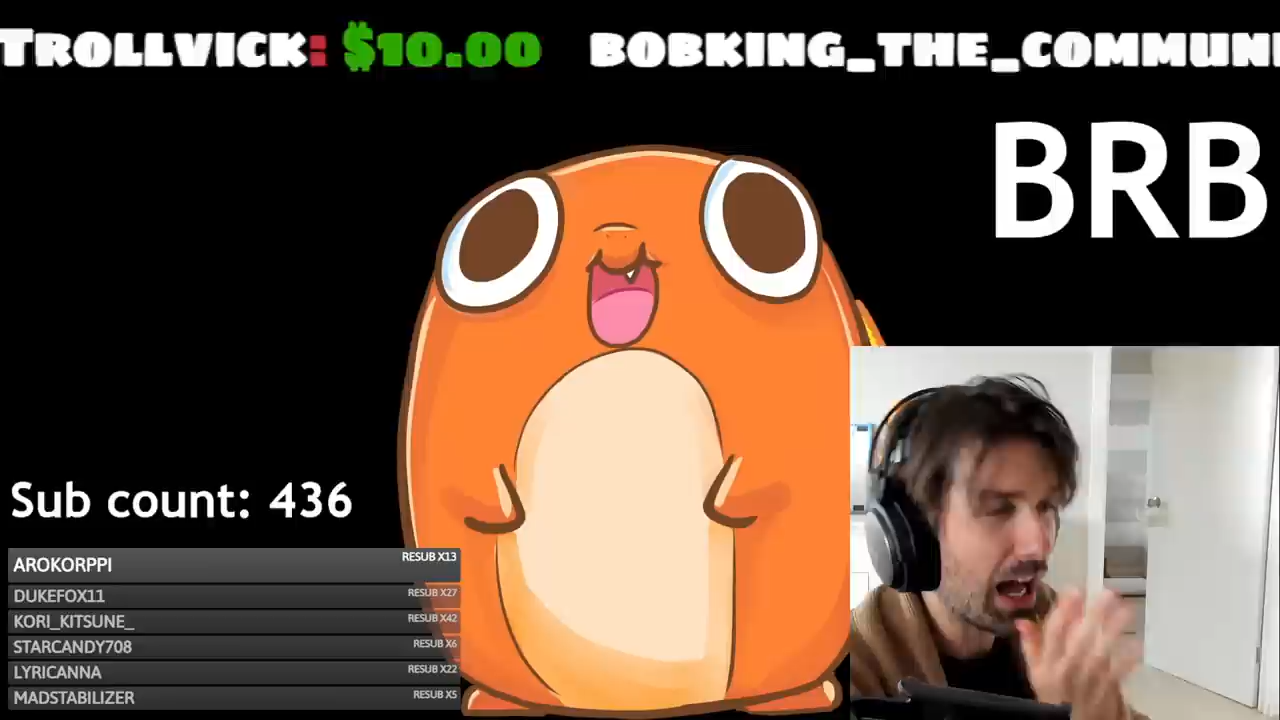 TROLLVICK: $10.00 BOBKING_THE_COMMUNI
BRB
Sub count: 436
AROKORPPI RESUB X13
DUKEFOX11 RESUB X27
KORI_KITSUNE_ RESUB X42
STARCANDY708 RESUB X6
LYRICANNA RESUB X22
MADSTABILIZER RESUB X5